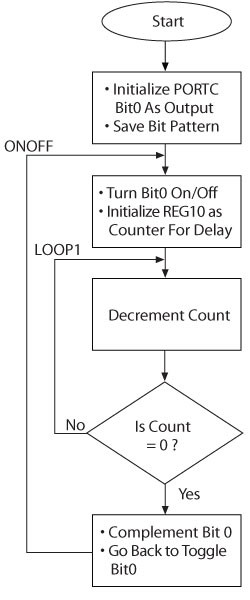 Start
• Initialize PORTC
Bit0 As Output
• Save Bit Pattern
ONOFF
• Turn Bit0 On/Off
• Initialize REG10 as
Counter For Delay
LOOP1
Decrement Count
Is Count
= 0 ?
No
Yes
• Complement Bit 0
• Go Back to Toggle
Bit0